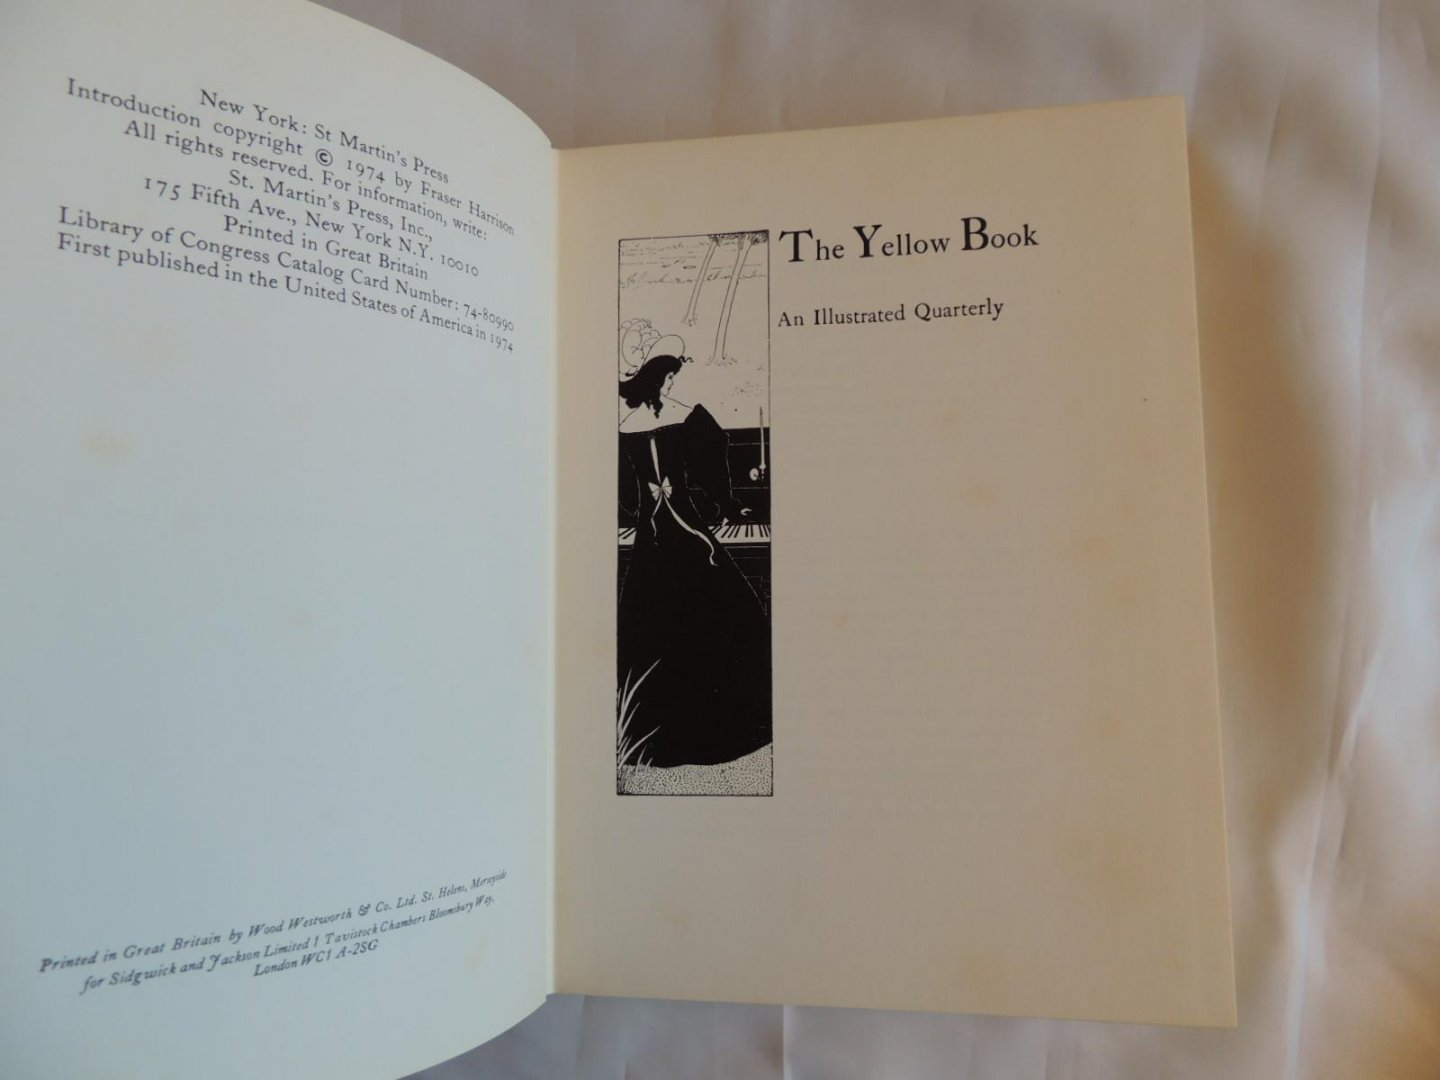 New York: St Martin's Press
Introduction copyright © 1974 by Fraser Harrison
All rights reserved. For information, write:
St. Martin's Press, Inc.,
175 Fifth Ave., New York N.Y. 10010
Printed in Great Britain
Library of Congress Catalog Card Number: 74-80990
First published in the United States of America in 1974
Printed in Great Britain by Wood Westworth & Co. Ltd. St. Helens, Merseyside
for Sidgwick and Jackson Limited 1 Tavistock Chambers Bloomsbury Way,
London WC1 A-2SG
The Yellow Book
An Illustrated Quarterly